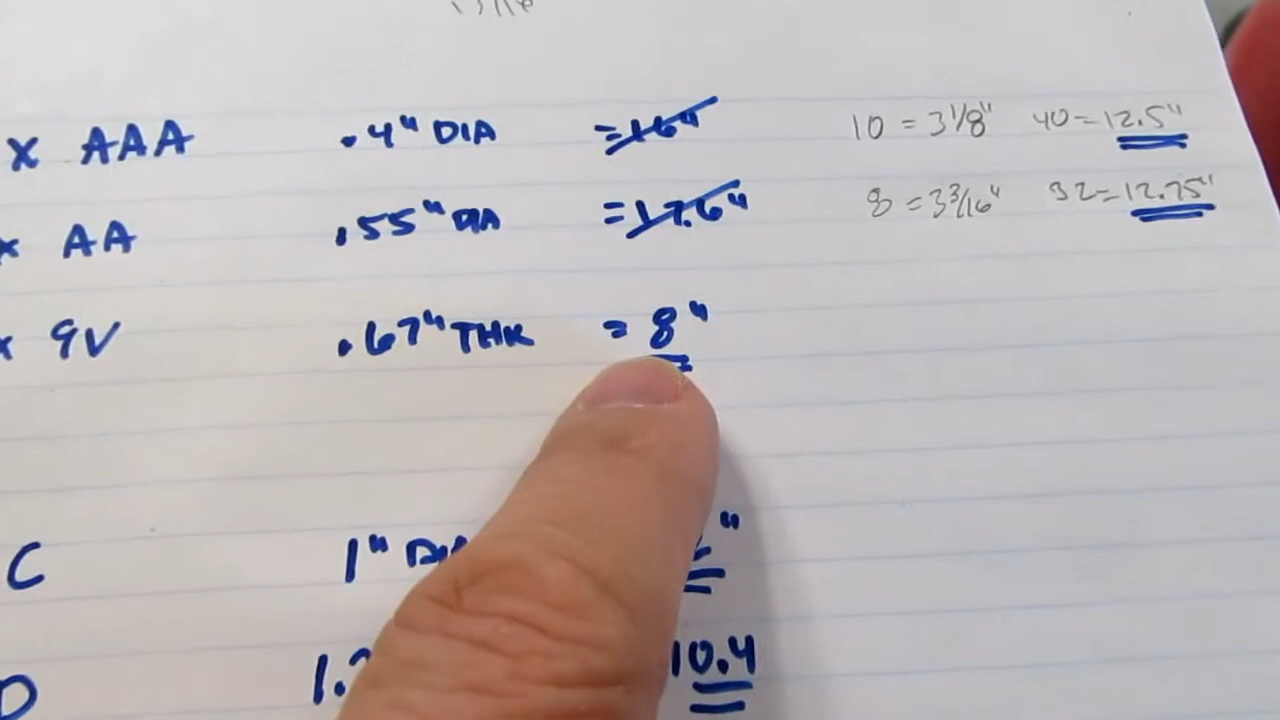 x AAA .4" DIA =16" 10 = 3 1/8" 40 = 12.5"
x AA .55" DIA =17.6" 8 = 3 3/16" 32 = 12.75"
x 9V .67" THK = 8"
C 1" "
D 1. 10.4